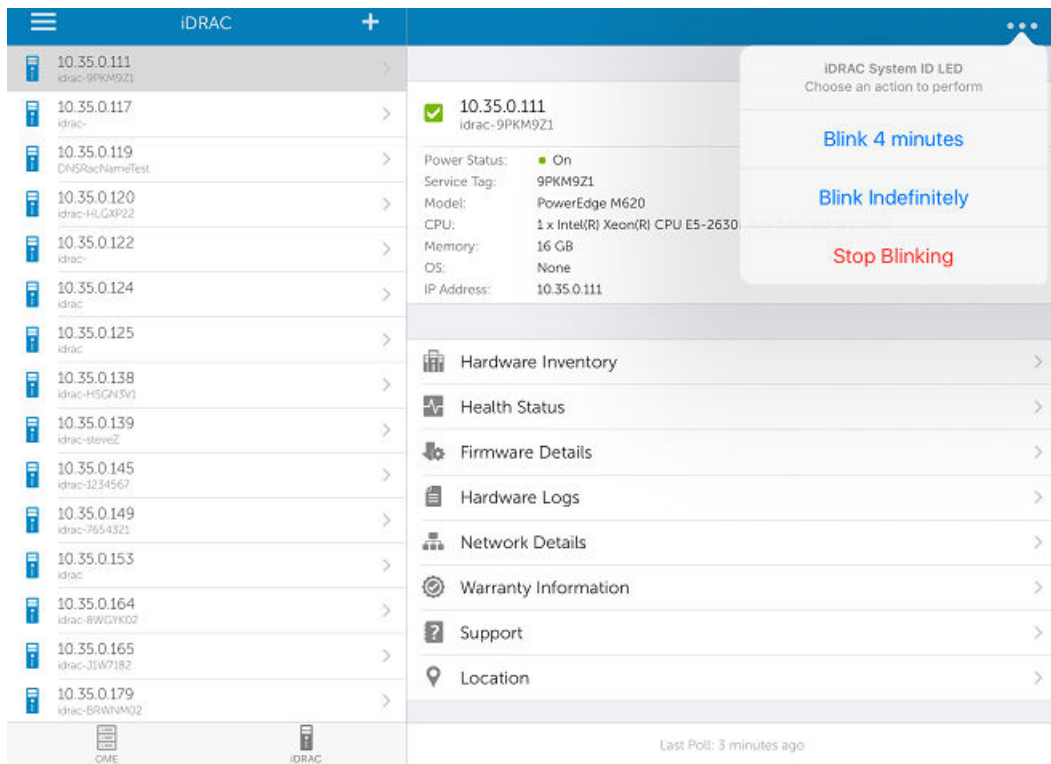 iDRAC
10.35.0.111
idrac-9PKM9Z1
10.35.0.117
idrac-
10.35.0.119
DNSRacNameTest
10.35.0.120
idrac-HLGXP22
10.35.0.122
idrac-
10.35.0.124
idrac
10.35.0.125
idrac
10.35.0.138
idrac-HSGN3V1
10.35.0.139
idrac-steveZ
10.35.0.145
idrac-1234567
10.35.0.149
idrac-7654321
10.35.0.153
idrac
10.35.0.164
idrac-8WGYK02
10.35.0.165
idrac-J1W7182
10.35.0.179
idrac-BRWNM02
OME
iDRAC
10.35.0.111
idrac-9PKM9Z1
Power Status: On
Service Tag: 9PKM9Z1
Model: PowerEdge M620
CPU: 1 x Intel(R) Xeon(R) CPU E5-2630
Memory: 16 GB
OS: None
IP Address: 10.35.0.111
iDRAC System ID LED
Choose an action to perform
Blink 4 minutes
Blink Indefinitely
Stop Blinking
Hardware Inventory
Health Status
Firmware Details
Hardware Logs
Network Details
Warranty Information
Support
Location
Last Poll: 3 minutes ago